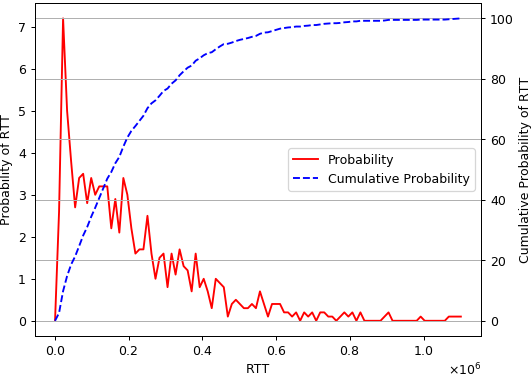 7
6
5
4
3
2
1
0
Probability of RTT
100
80
60
40
20
0
Cumulative Probability of RTT
Probability
Cumulative Probability
0.0 0.2 0.4 0.6 0.8 1.0
RTT
×10⁶